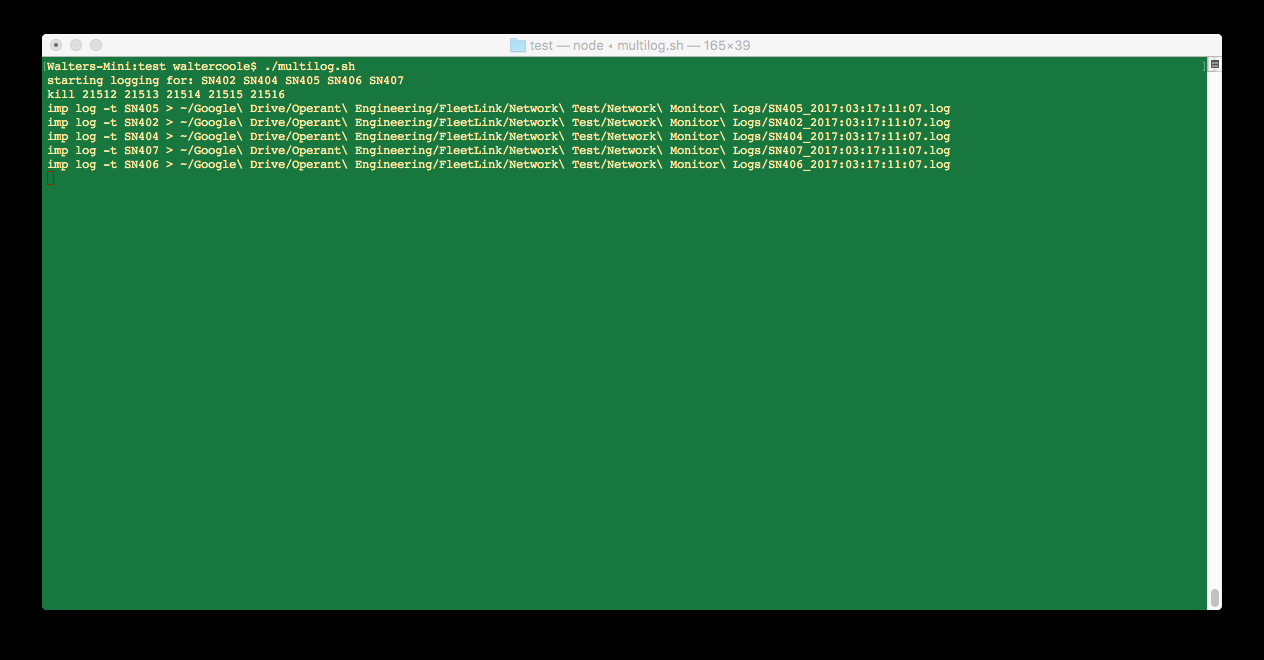 test — node ◂ multilog.sh — 165×39
[Walters-Mini:test waltercoole$ ./multilog.sh ]
starting logging for: SN402 SN404 SN405 SN406 SN407
kill 21512 21513 21514 21515 21516
imp log -t SN405 > ~/Google\ Drive/Operant\ Engineering/FleetLink/Network\ Test/Network\ Monitor\ Logs/SN405_2017:03:17:11:07.log
imp log -t SN402 > ~/Google\ Drive/Operant\ Engineering/FleetLink/Network\ Test/Network\ Monitor\ Logs/SN402_2017:03:17:11:07.log
imp log -t SN404 > ~/Google\ Drive/Operant\ Engineering/FleetLink/Network\ Test/Network\ Monitor\ Logs/SN404_2017:03:17:11:07.log
imp log -t SN407 > ~/Google\ Drive/Operant\ Engineering/FleetLink/Network\ Test/Network\ Monitor\ Logs/SN407_2017:03:17:11:07.log
imp log -t SN406 > ~/Google\ Drive/Operant\ Engineering/FleetLink/Network\ Test/Network\ Monitor\ Logs/SN406_2017:03:17:11:07.log